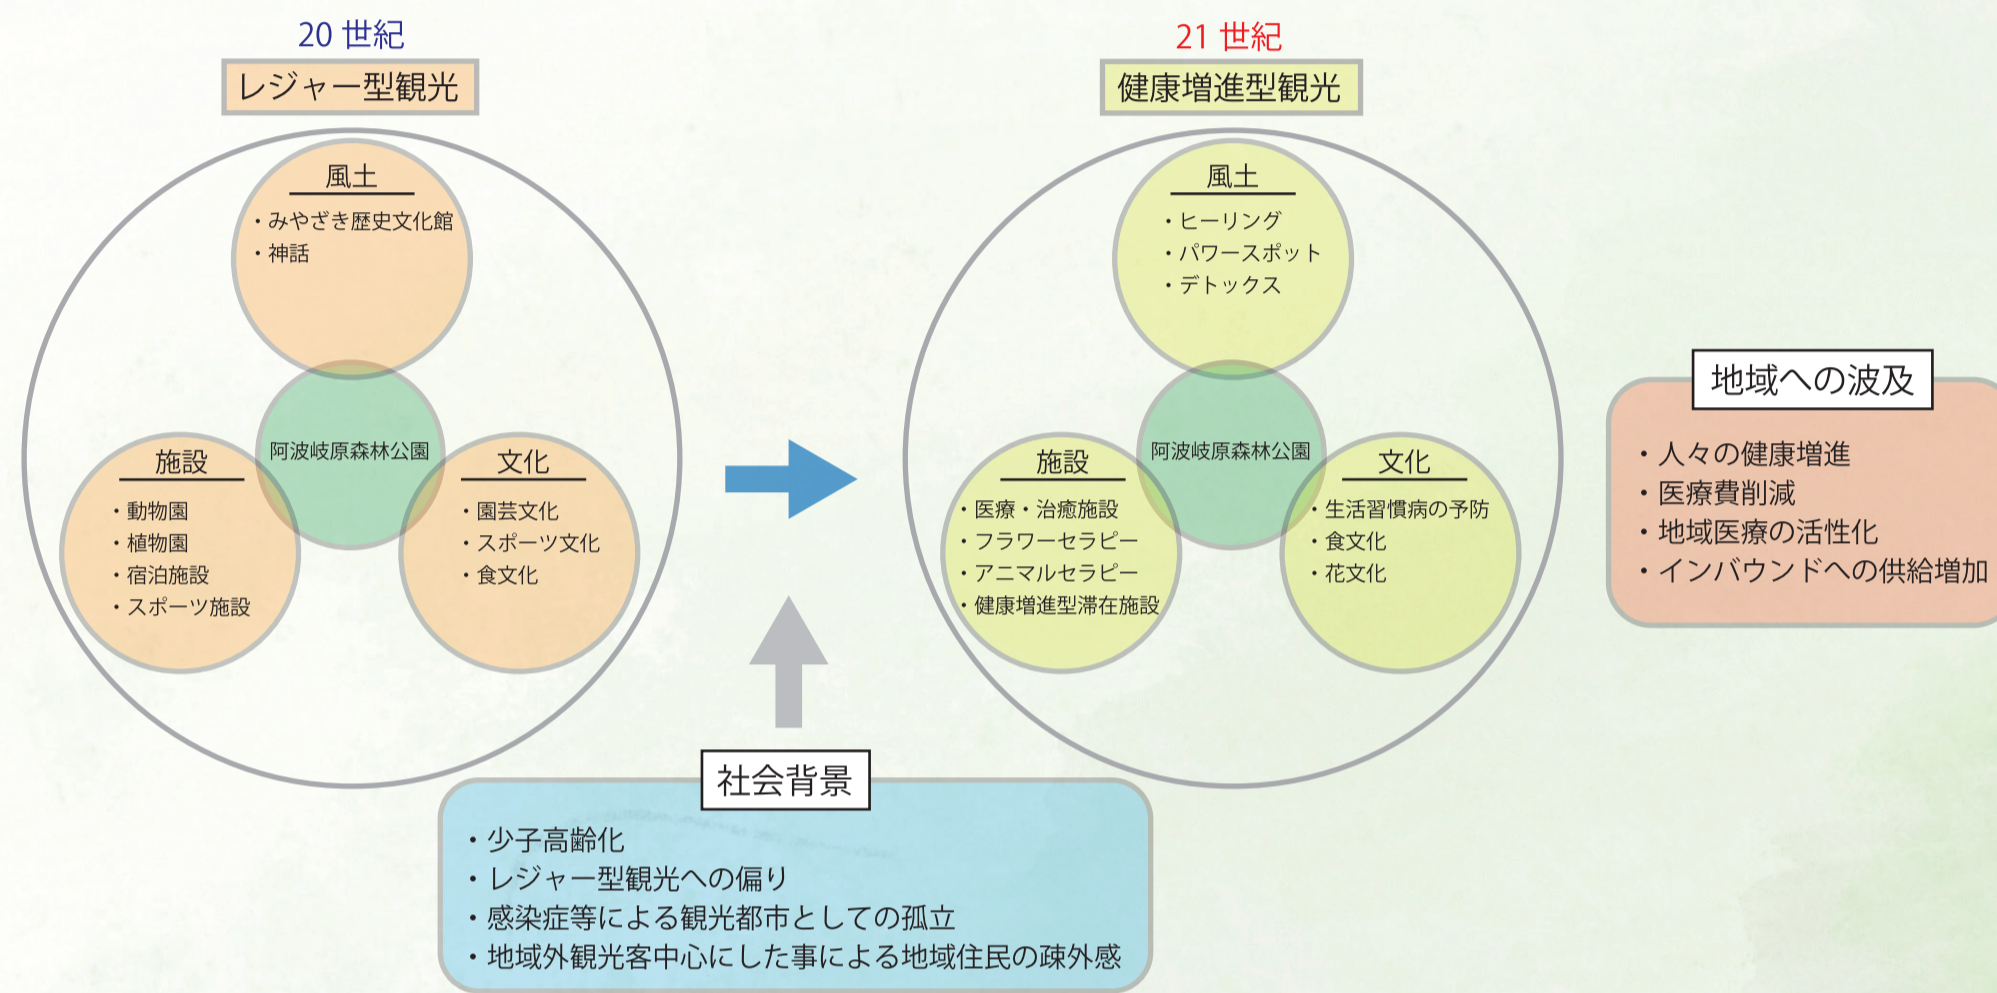 20 世紀
レジャー型観光
風土
・みやざき歴史文化館
・神話
阿波岐原森林公園
施設
・動物園
・植物園
・宿泊施設
・スポーツ施設
文化
・園芸文化
・スポーツ文化
・食文化
21 世紀
健康増進型観光
風土
・ヒーリング
・パワースポット
・デトックス
阿波岐原森林公園
施設
・医療・治癒施設
・フラワーセラピー
・アニマルセラピー
・健康増進型滞在施設
文化
・生活習慣病の予防
・食文化
・花文化
地域への波及
・人々の健康増進
・医療費削減
・地域医療の活性化
・インバウンドへの供給増加
社会背景
・少子高齢化
・レジャー型観光への偏り
・感染症等による観光都市としての孤立
・地域外観光客中心にした事による地域住民の疎外感